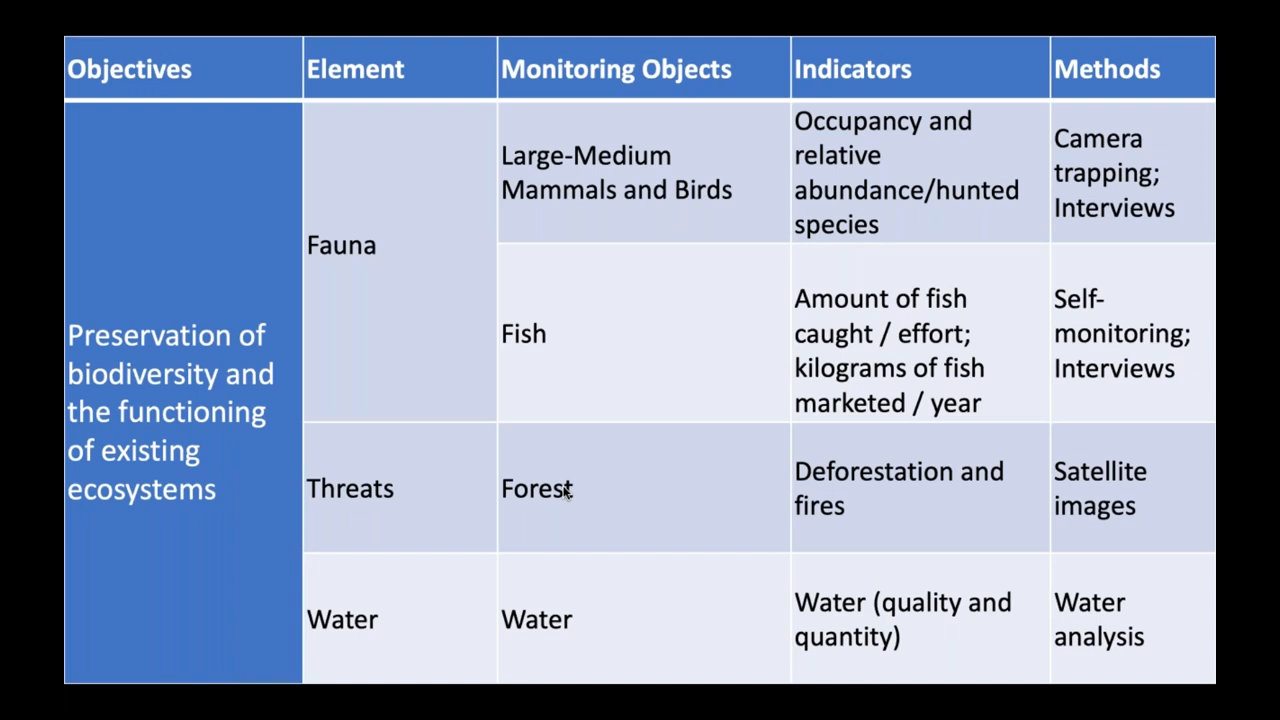 Objectives
Element
Monitoring Objects
Indicators
Methods
Preservation of
biodiversity and
the functioning
of existing
ecosystems
Fauna
Large-Medium
Mammals and Birds
Occupancy and
relative
abundance/hunted
species
Camera
trapping;
Interviews
Fish
Amount of fish
caught / effort;
kilograms of fish
marketed / year
Self-
monitoring;
Interviews
Threats
Forest
Deforestation and
fires
Satellite
images
Water
Water
Water (quality and
quantity)
Water
analysis